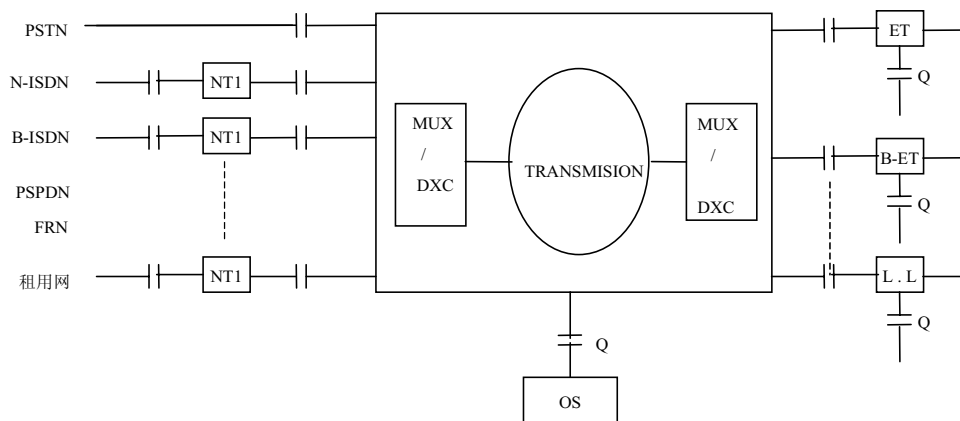 PSTN
ET
Q
N-ISDN
NT1
B-ISDN
NT1
MUX
/
DXC
TRANSMISION
MUX
/
DXC
B-ET
Q
PSPDN
FRN
租用网
NT1
L . L
Q
Q
OS